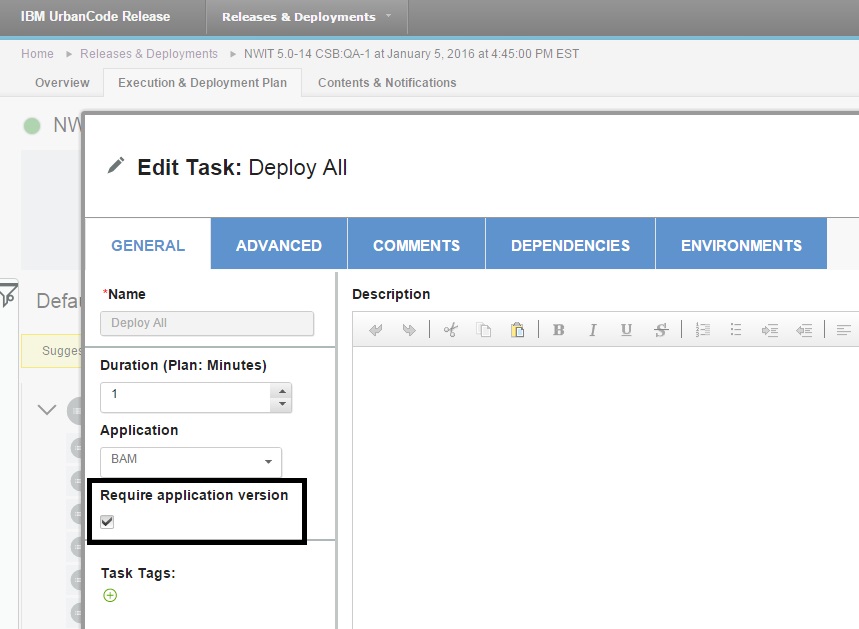 IBM UrbanCode Release Releases & Deployments
Home Releases & Deployments NWIT 5.0-14 CSB:QA-1 at January 5, 2016 at 4:45:00 PM EST
Overview Execution & Deployment Plan Contents & Notifications
NW
Edit Task: Deploy All
GENERAL ADVANCED COMMENTS DEPENDENCIES ENVIRONMENTS
*Name Description
Deploy All
B I U S
Defau
Sugges
Duration (Plan: Minutes)
1
Application
BAM
Require application version
Task Tags: